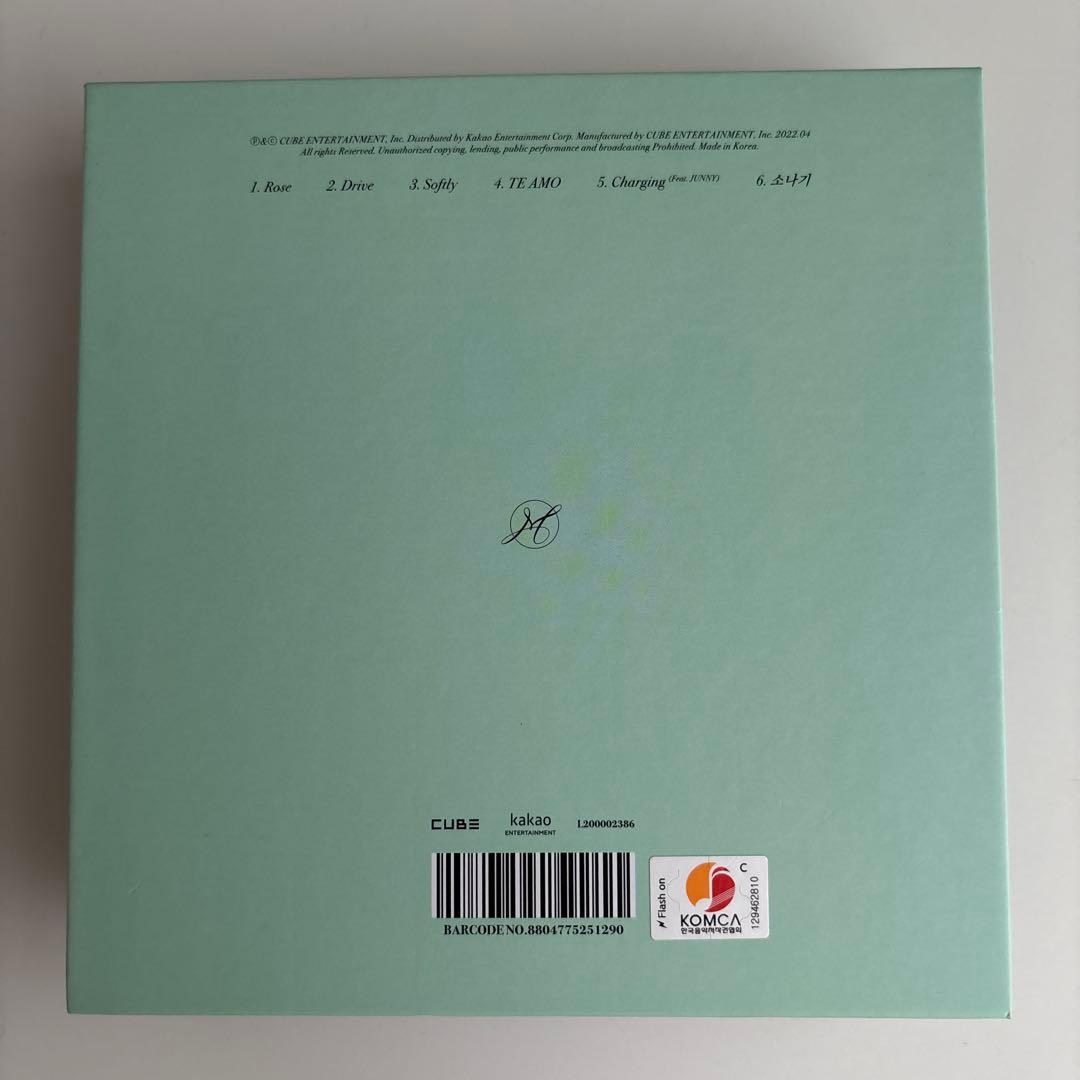 Ⓟ&ⓒ CUBE ENTERTAINMENT, Inc. Distributed by Kakao Entertainment Corp. Manufactured by CUBE ENTERTAINMENT, Inc. 2022.04
All rights Reserved. Unauthorized copying, lending, public performance and broadcasting Prohibited. Made in Korea.
1. Rose 2. Drive 3. Softly 4. TE AMO 5. Charging (Feat. JUNNY) 6. 소나기
M
CUBE kakao ENTERTAINMENT L200002386
BARCODE NO.8804775251290
Flash on
C
KOMCA
한국음악저작권협회
129462810